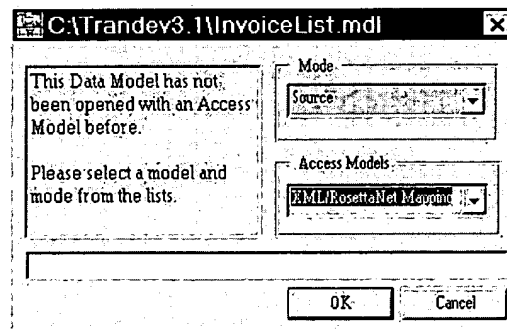 C:\Trandev3.1\InvoiceList.mdl
This Data Model has not
been opened with an Access
Model before.
Please select a model and
mode from the lists.
Mode
Source
Access Models
XML/RosettaNet Mapping
OK
Cancel